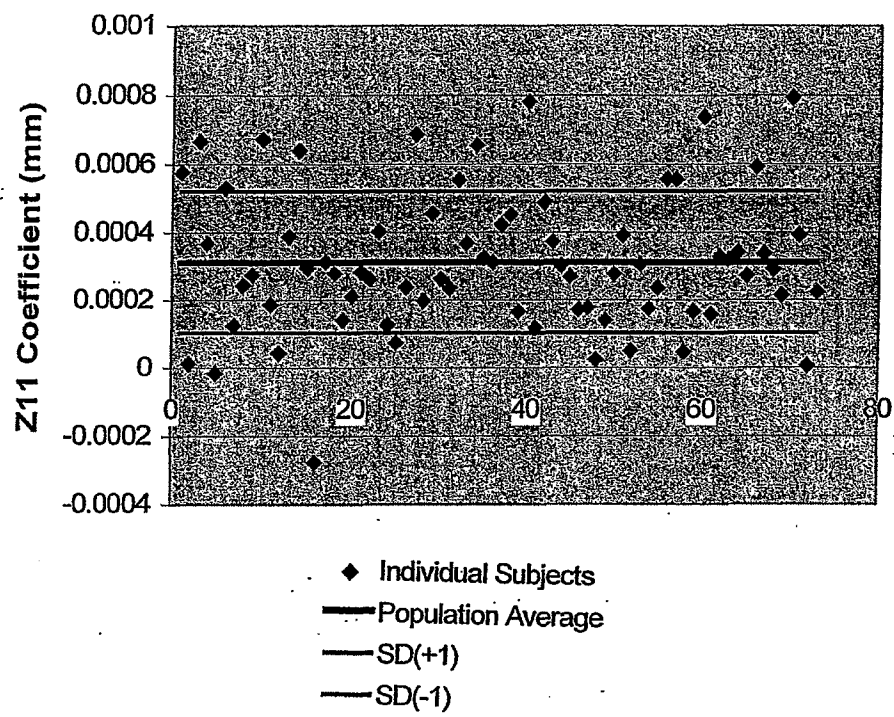 0.001
0.0008
0.0006
0.0004
0.0002
0
-0.0002
-0.0004
Z11 Coefficient (mm)
0 20 40 60 80
Individual Subjects
Population Average
SD(+1)
SD(-1)